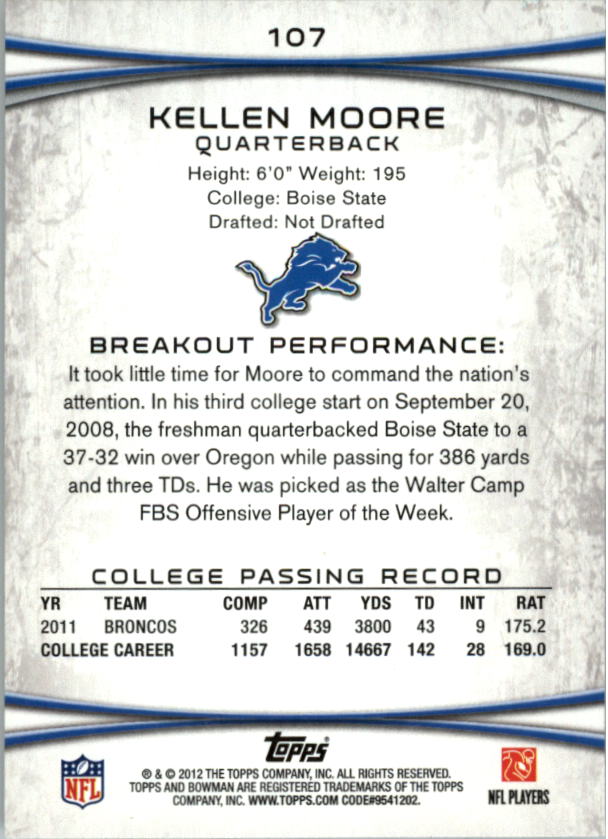 107
KELLEN MOORE
QUARTERBACK
Height: 6'0" Weight: 195
College: Boise State
Drafted: Not Drafted
BREAKOUT PERFORMANCE:
It took little time for Moore to command the nation's
attention. In his third college start on September 20,
2008, the freshman quarterbacked Boise State to a
37-32 win over Oregon while passing for 386 yards
and three TDs. He was picked as the Walter Camp
FBS Offensive Player of the Week.
COLLEGE PASSING RECORD
YR TEAM COMP ATT YDS TD INT RAT
2011 BRONCOS 326 439 3800 43 9 175.2
COLLEGE CAREER 1157 1658 14667 142 28 169.0
Topps
® & © 2012 THE TOPPS COMPANY, INC. ALL RIGHTS RESERVED.
TOPPS AND BOWMAN ARE REGISTERED TRADEMARKS OF THE TOPPS
COMPANY, INC. WWW.TOPPS.COM CODE#9541202.
NFL
NFL PLAYERS